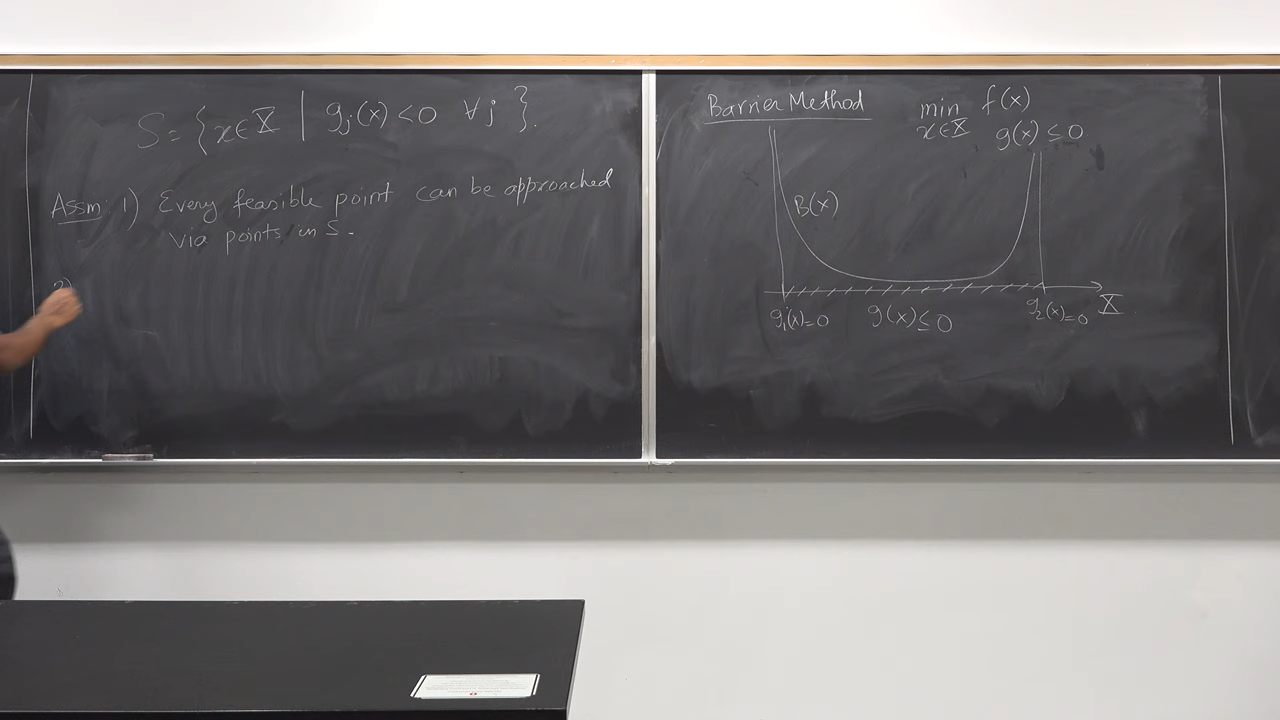 S = { x ∈ X | g_j(x) < 0 ∀j }.
Assm: 1) Every feasible point can be approached
via points in S.
2)
Barrier Method
min f(x)
x∈X g(x) ≤ 0
B(x)
g_1(x)=0 g(x) ≤ 0 g_2(x)=0 X